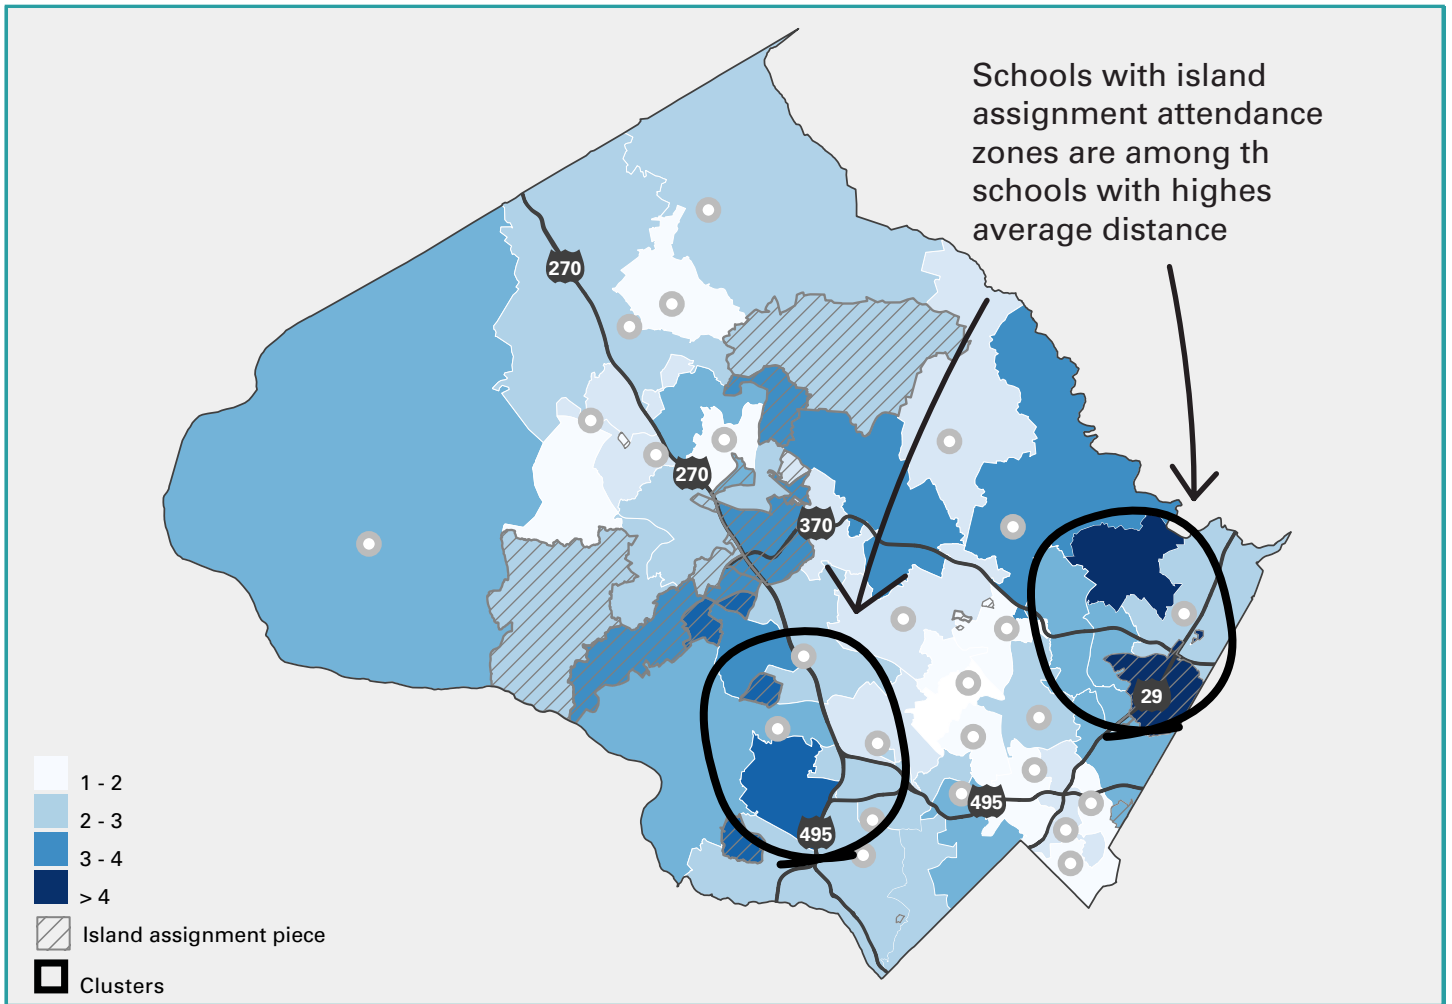 Schools with island
assignment attendance
zones are among th
schools with highes
average distance
270
270
370
29
495
495
1 - 2
2 - 3
3 - 4
> 4
Island assignment piece
Clusters